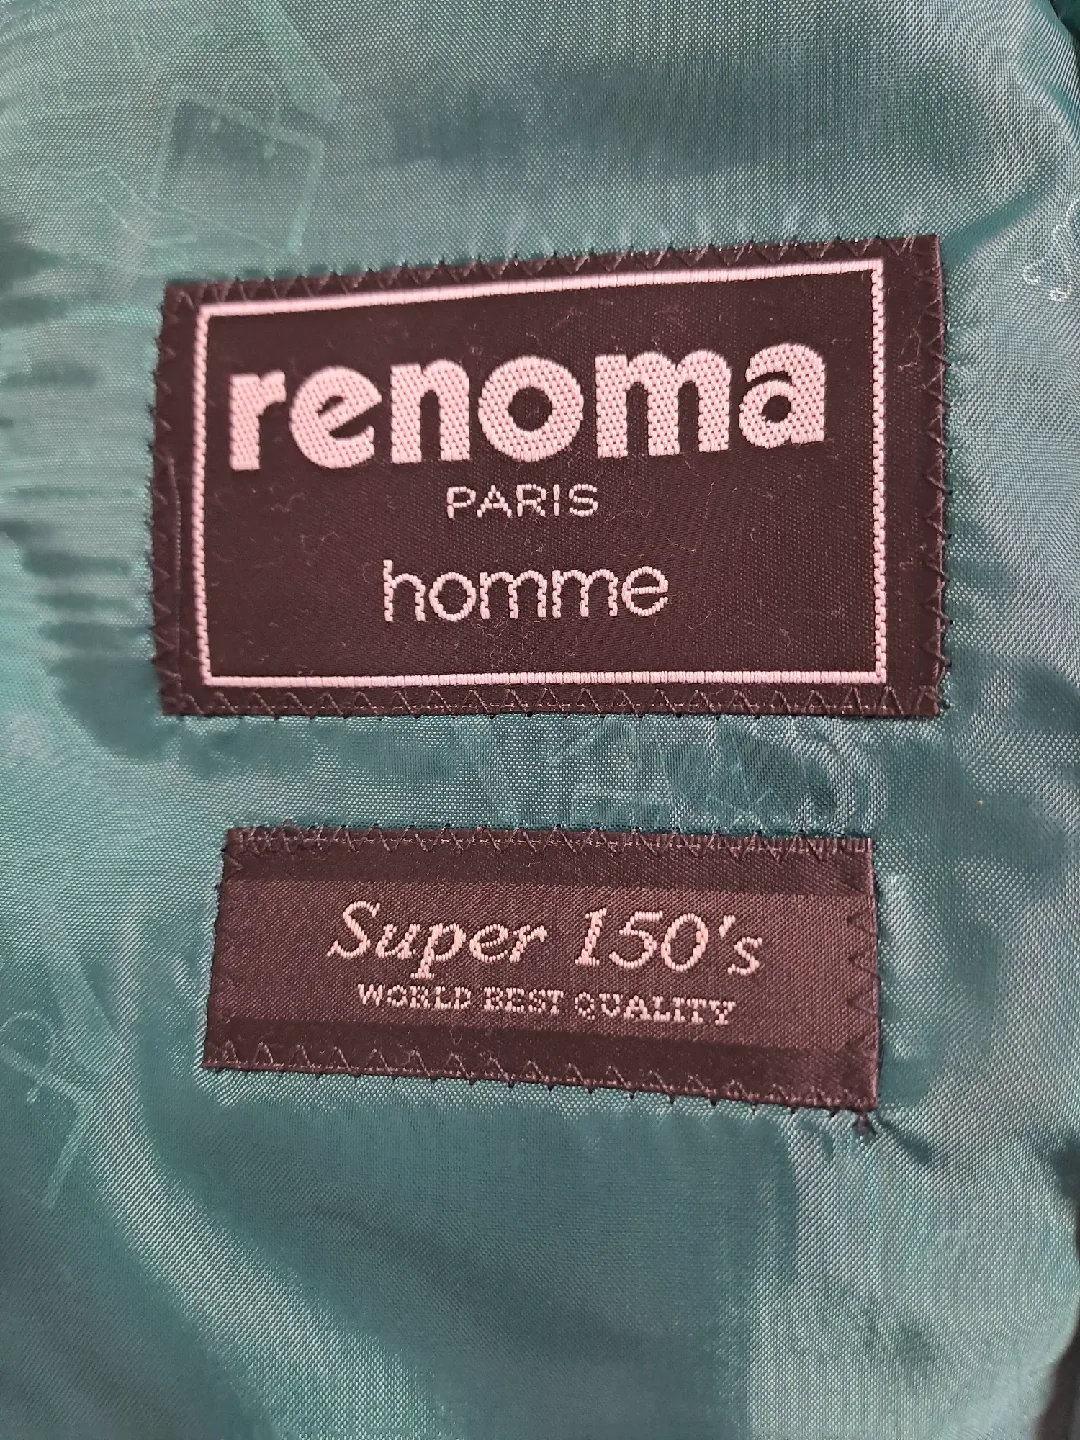 renoma
PARIS
homme
Super 150's
WORLD BEST QUALITY